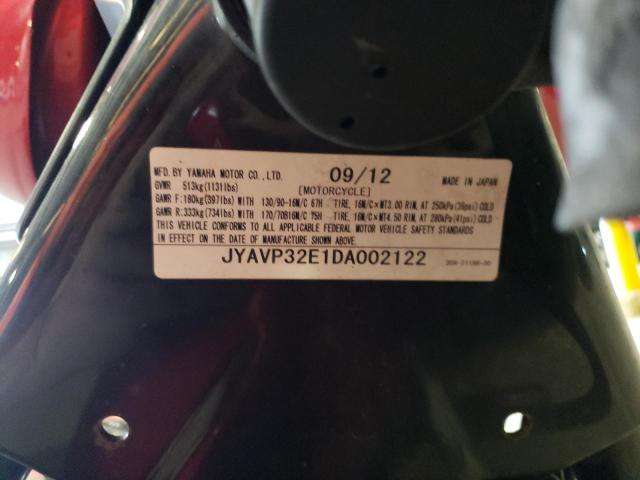 MFD. BY YAMAHA MOTOR CO., LTD. 09/12 MADE IN JAPAN
GVWR 513kg(1131lbs) [MOTORCYCLE]
GAWR F:180kg(397lbs) WITH 130/90-16M/C 67H TIRE, 16M/C×MT3.00 RIM, AT 250kPa(36psi) COLD
GAWR R:333kg(734lbs) WITH 170/70B16M/C 75H TIRE, 16M/C×MT4.50 RIM, AT 280kPa(41psi) COLD
THIS VEHICLE CONFORMS TO ALL APPLICABLE FEDERAL MOTOR VEHICLE SAFETY STANDARDS
IN EFFECT ON THE DATE OF MANUFACTURE SHOWN ABOVE.
JYAVP32E1DA002122